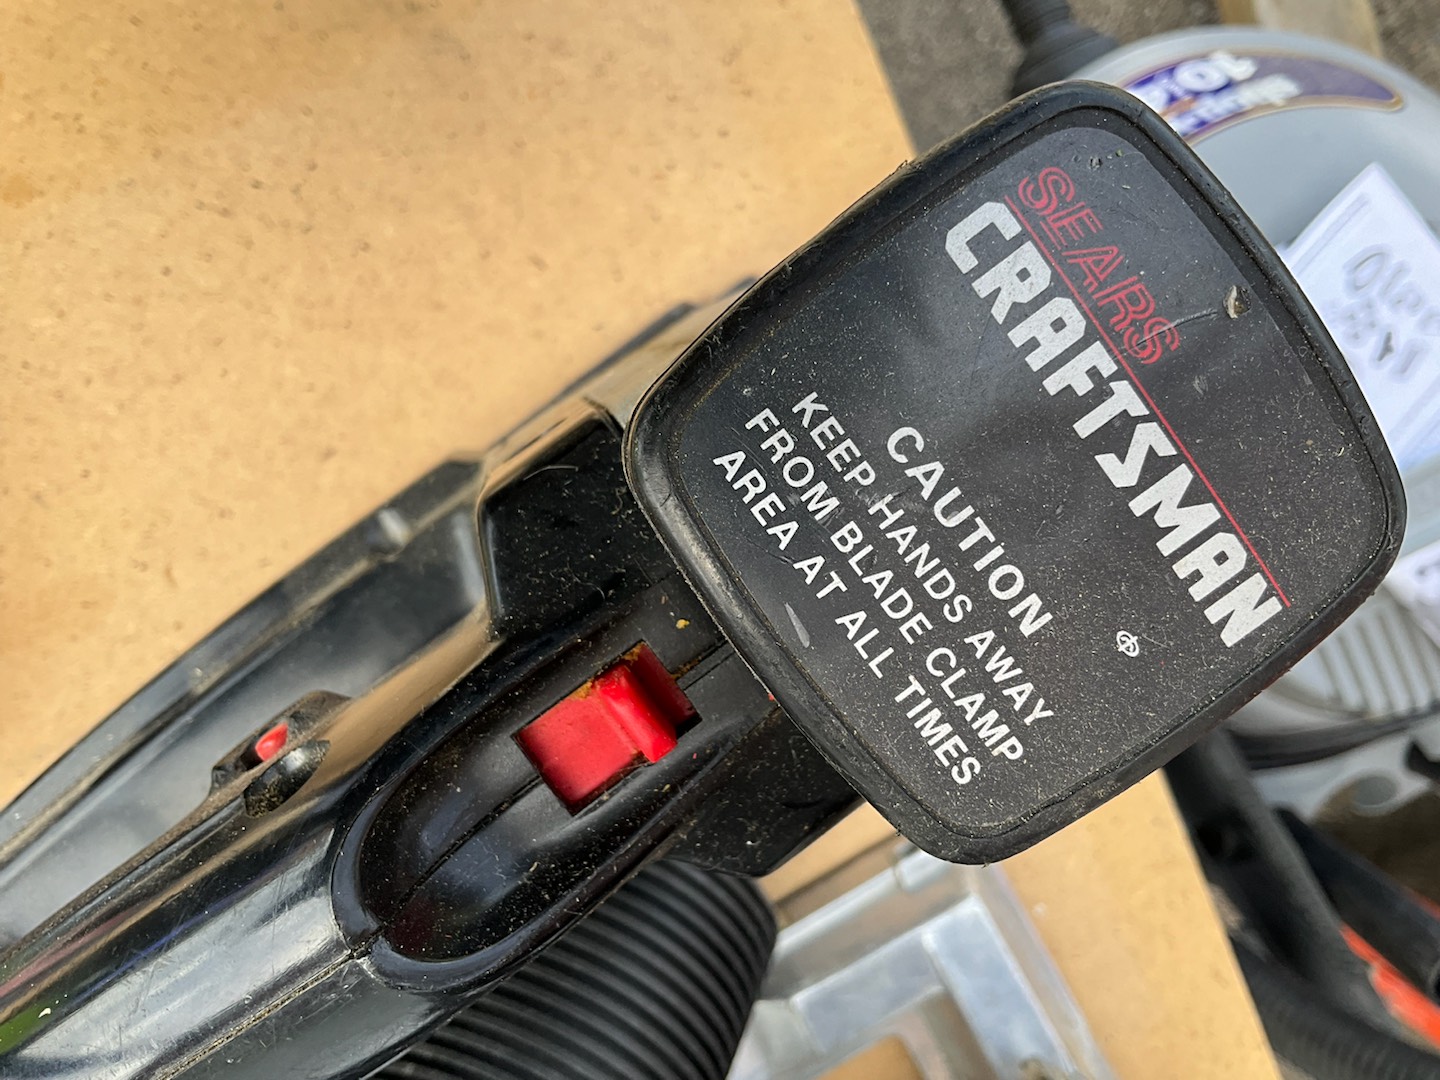 SEARS
CRAFTSMAN
CAUTION
KEEP HANDS AWAY
FROM BLADE CLAMP
AREA AT ALL TIMES